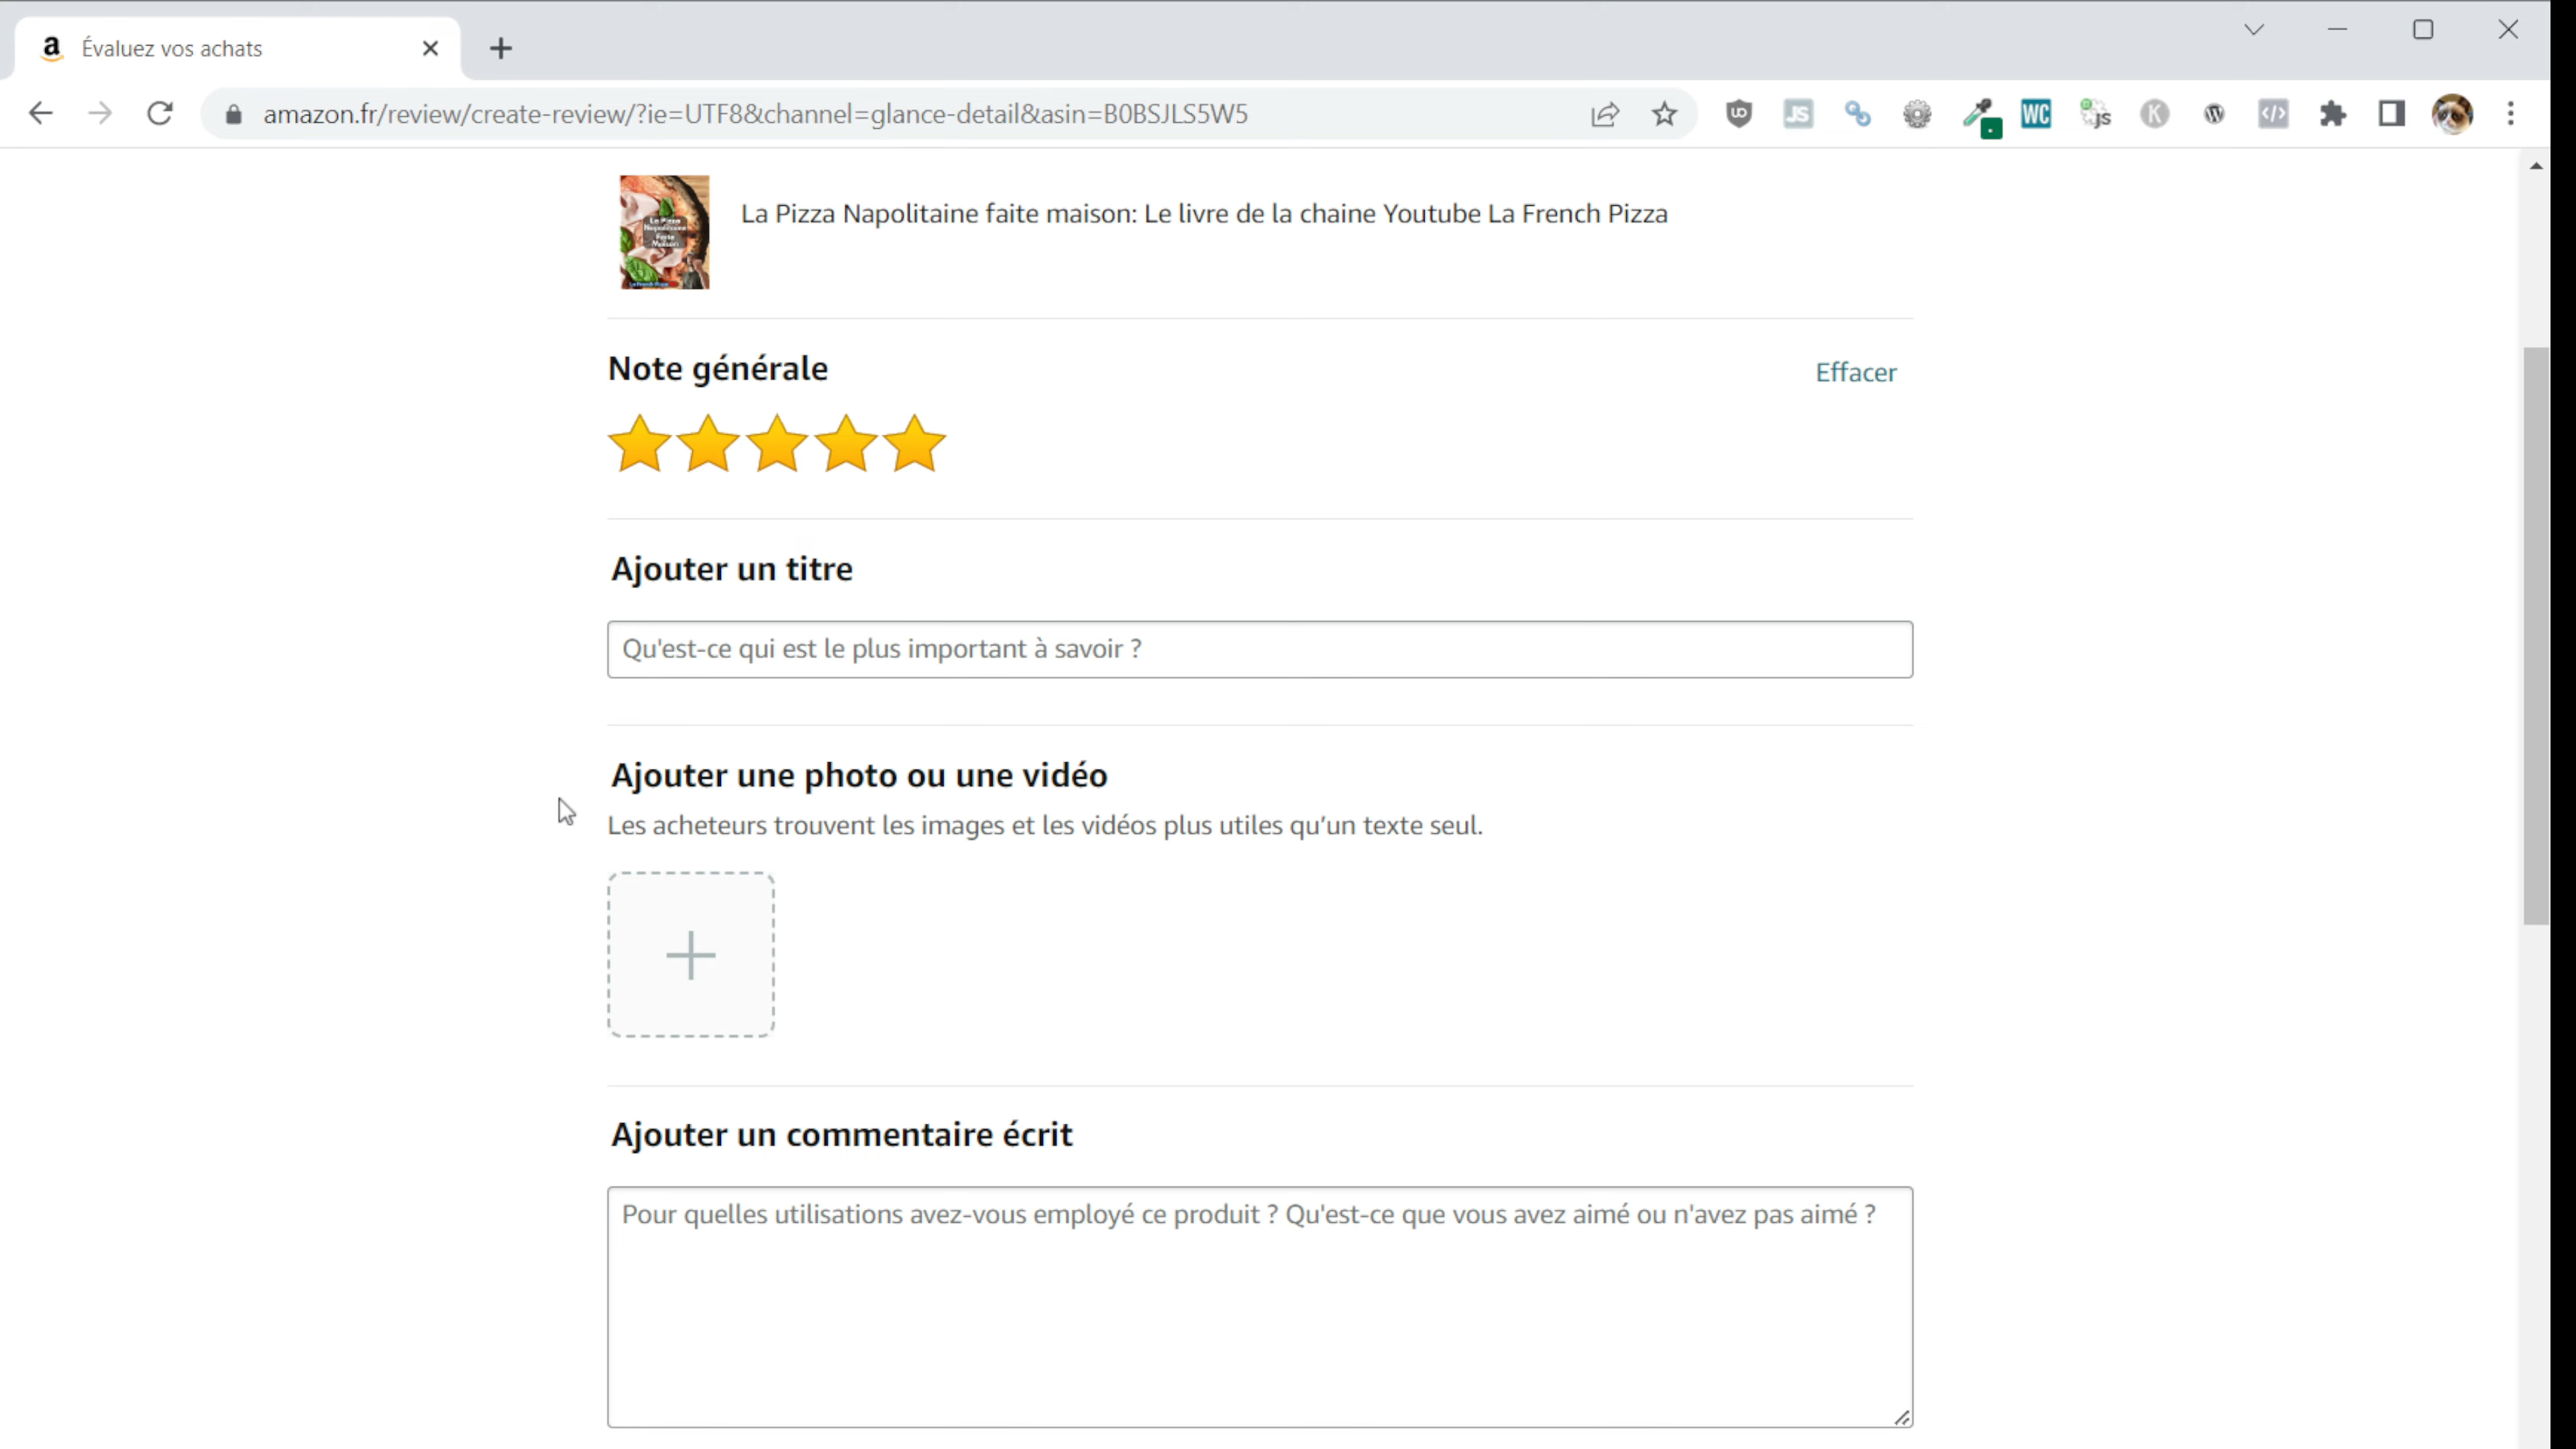 Évaluez vos achats
amazon.fr/review/create-review/?ie=UTF8&channel=glance-detail&asin=B0BSJLS5W5
La Pizza Napolitaine faite maison: Le livre de la chaine Youtube La French Pizza
Note générale
Effacer
Ajouter un titre
Qu'est-ce qui est le plus important à savoir ?
Ajouter une photo ou une vidéo
Les acheteurs trouvent les images et les vidéos plus utiles qu'un texte seul.
Ajouter un commentaire écrit
Pour quelles utilisations avez-vous employé ce produit ? Qu'est-ce que vous avez aimé ou n'avez pas aimé ?